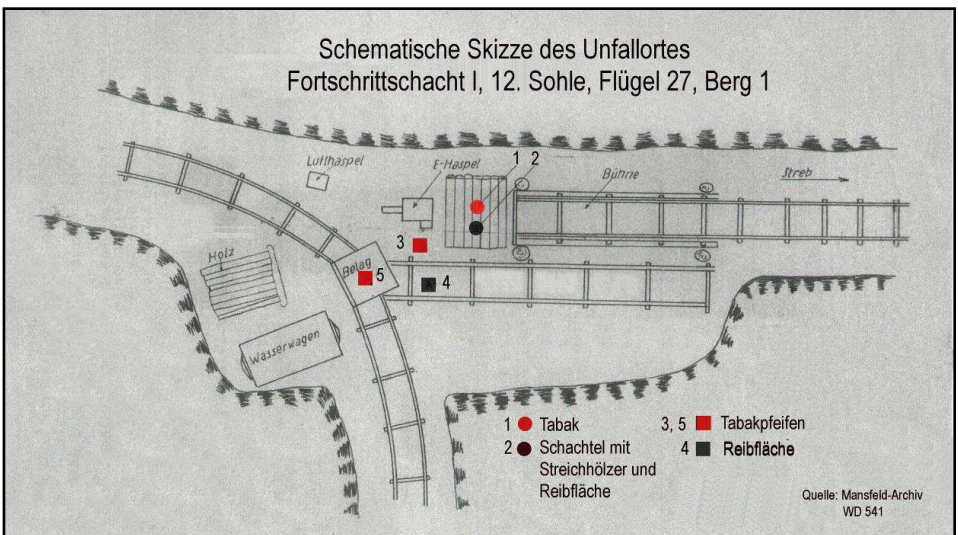 Schematische Skizze des Unfallortes
Fortschrittschacht I, 12. Sohle, Flügel 27, Berg 1
Lufthaspel
E-Haspel
1
2
Bühne
Streb
3
Holz
Belag
5
4
Wasserwagen
1 Tabak
2 Schachtel mit
Streichhölzer und
Reibfläche
3, 5 Tabakpfeifen
4 Reibfläche
Quelle: Mansfeld-Archiv
WD 541